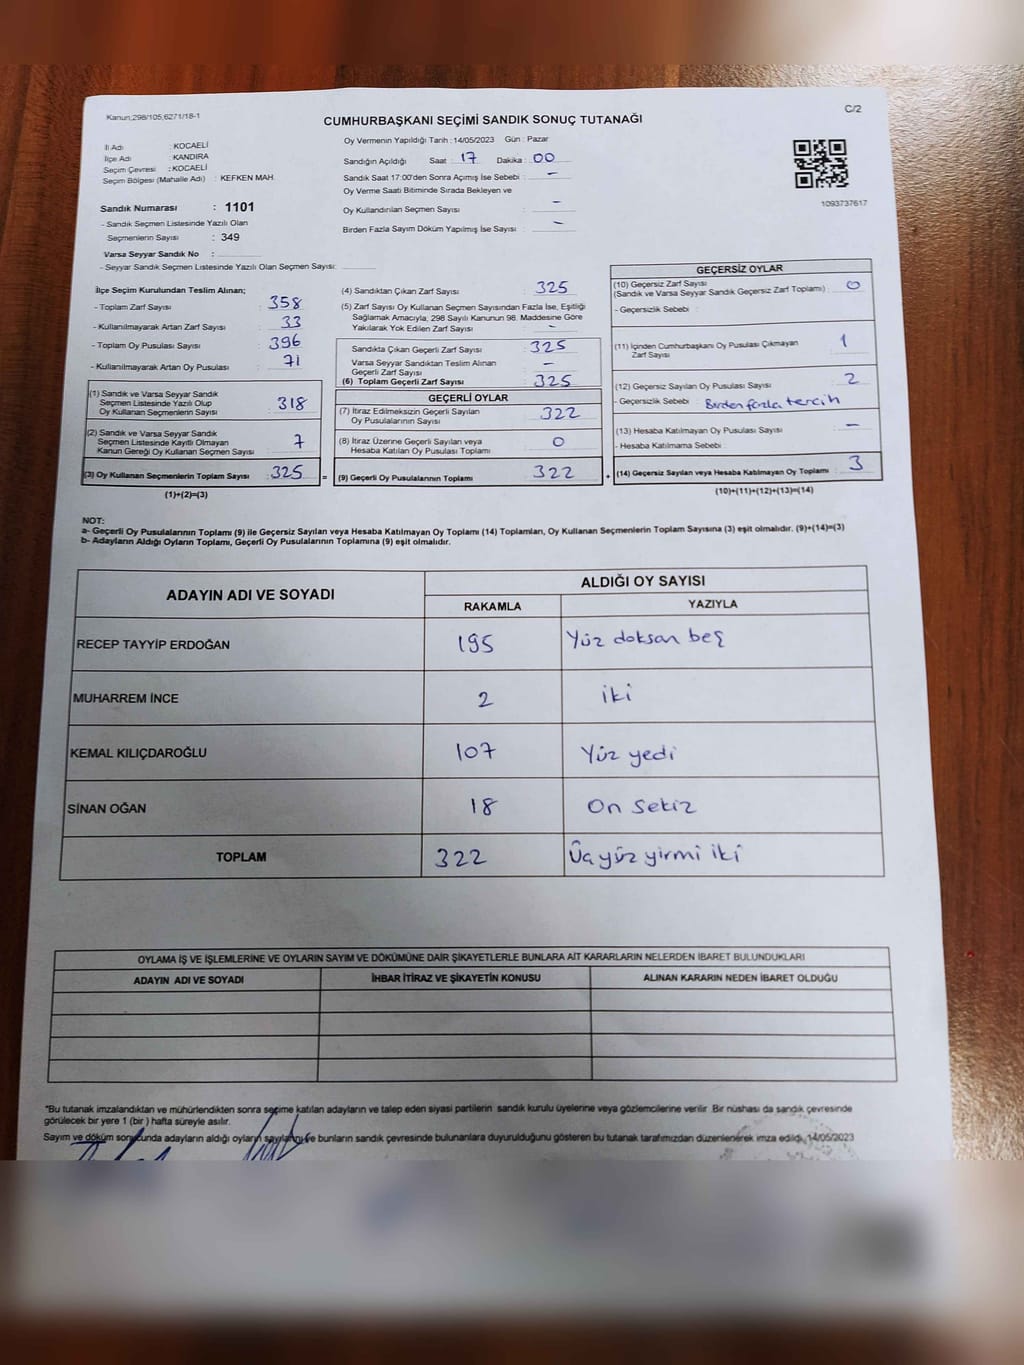 Kanun;298/105,6271/18-1
C/2
CUMHURBAŞKANI SEÇİMİ SANDIK SONUÇ TUTANAĞI
Oy Vermenin Yapıldığı Tarih : 14/05/2023 Gün : Pazar
İl Adı : KOCAELİ
İlçe Adı : KANDIRA
Seçim Çevresi : KOCAELİ
Seçim Bölgesi (Mahalle Adı) : KEFKEN MAH.
Sandığın Açıldığı Saat : 17 Dakika : 00
Sandık Saat 17:00'den Sonra Açımış İse Sebebi : -
Oy Verme Saati Bitiminde Sırada Bekleyen ve
Oy Kullandırılan Seçmen Sayısı : -
Birden Fazla Sayım Döküm Yapılmış İse Sayısı : -
1093737617
Sandık Numarası : 1101
- Sandık Seçmen Listesinde Yazılı Olan
Seçmenlerin Sayısı : 349
Varsa Seyyar Sandık No :
- Seyyar Sandık Seçmen Listesinde Yazılı Olan Seçmen Sayısı:
İlçe Seçim Kurulundan Teslim Alınan;
- Toplam Zarf Sayısı : 358
- Kullanılmayarak Artan Zarf Sayısı : 33
- Toplam Oy Pusulası Sayısı : 396
- Kullanılmayarak Artan Oy Pusulası : 71
(1) Sandık ve Varsa Seyyar Sandık
Seçmen Listesinde Yazılı Olup
Oy Kullanan Seçmenlerin Sayısı : 318
(2) Sandık ve Varsa Seyyar Sandık
Seçmen Listesinde Kayıtlı Olmayan
Kanun Gereği Oy Kullanan Seçmen Sayısı : 7
(3) Oy Kullanan Seçmenlerin Toplam Sayısı : 325 =
(1)+(2)=(3)
(4) Sandıktan Çıkan Zarf Sayısı : 325
(5) Zarf Sayısı Oy Kullanan Seçmen Sayısından Fazla İse, Eşitliği
Sağlamak Amacıyla, 298 Sayılı Kanunun 98. Maddesine Göre
Yakılarak Yok Edilen Zarf Sayısı : -
Sandıkta Çıkan Geçerli Zarf Sayısı : 325
Varsa Seyyar Sandıktan Teslim Alınan
Geçerli Zarf Sayısı : -
(6) Toplam Geçerli Zarf Sayısı : 325
GEÇERLİ OYLAR
(7) İtiraz Edilmeksizin Geçerli Sayılan
Oy Pusulasının Sayısı : 322
(8) İtiraz Üzerine Geçerli Sayılan veya
Hesaba Katılan Oy Pusulası Toplamı : 0
(9) Geçerli Oy Pusulalarının Toplamı : 322 +
GEÇERSİZ OYLAR
(10) Geçersiz Zarf Sayısı
(Sandık ve Varsa Seyyar Sandık Geçersiz Zarf Toplamı) : 0
- Geçersizlik Sebebi :
(11) İçinden Cumhurbaşkanı Oy Pusulası Çıkmayan
Zarf Sayısı : 1
(12) Geçersiz Sayılan Oy Pusulası Sayısı : 2
- Geçersizlik Sebebi : Birden fazla tercih
(13) Hesaba Katılmayan Oy Pusulası Sayısı : -
- Hesaba Katılmama Sebebi :
(14) Geçersiz Sayılan veya Hesaba Katılmayan Oy Toplamı : 3
(10)+(11)+(12)+(13)=(14)
NOT:
a- Geçerli Oy Pusulalarının Toplamı (9) ile Geçersiz Sayılan veya Hesaba Katılmayan Oy Toplamı (14) Toplamları, Oy Kullanan Seçmenlerin Toplam Sayısına (3) eşit olmalıdır. (9)+(14)=(3)
b- Adayların Aldığı Oyların Toplamı, Geçerli Oy Pusulalarının Toplamına (9) eşit olmalıdır.
ADAYIN ADI VE SOYADI
ALDIĞI OY SAYISI
RAKAMLA YAZIYLA
RECEP TAYYİP ERDOĞAN 195 Yüz doksan beş
MUHARREM İNCE 2 iki
KEMAL KILIÇDAROĞLU 107 Yüz yedi
SİNAN OĞAN 18 On Sekiz
TOPLAM 322 Üç yüz yirmi iki
OYLAMA İŞ VE İŞLEMLERİNE VE OYLARIN SAYIM VE DÖKÜMÜNE DAİR ŞİKAYETLERLE BUNLARA AİT KARARLARIN NELERDEN İBARET BULUNDUKLARI
ADAYIN ADI VE SOYADI İHBAR İTİRAZ VE ŞİKAYETİN KONUSU ALINAN KARARIN NEDEN İBARET OLDUĞU
*Bu tutanak imzalandıktan ve mühürlendikten sonra seçime katılan adayların ve talep eden siyasi partilerin sandık kurulu üyelerine veya gözlemcilerine verilir. Bir nüshası da sandık çevresinde
görülecek bir yere 1 (bir) hafta süreyle asılır.
Sayım ve döküm sonucunda adayların aldığı oyların sayılarını ve bunların sandık çevresinde bulunanlara duyurulduğunu gösteren bu tutanak tarafımızdan düzenlenerek imza edildi. 14/05/2023